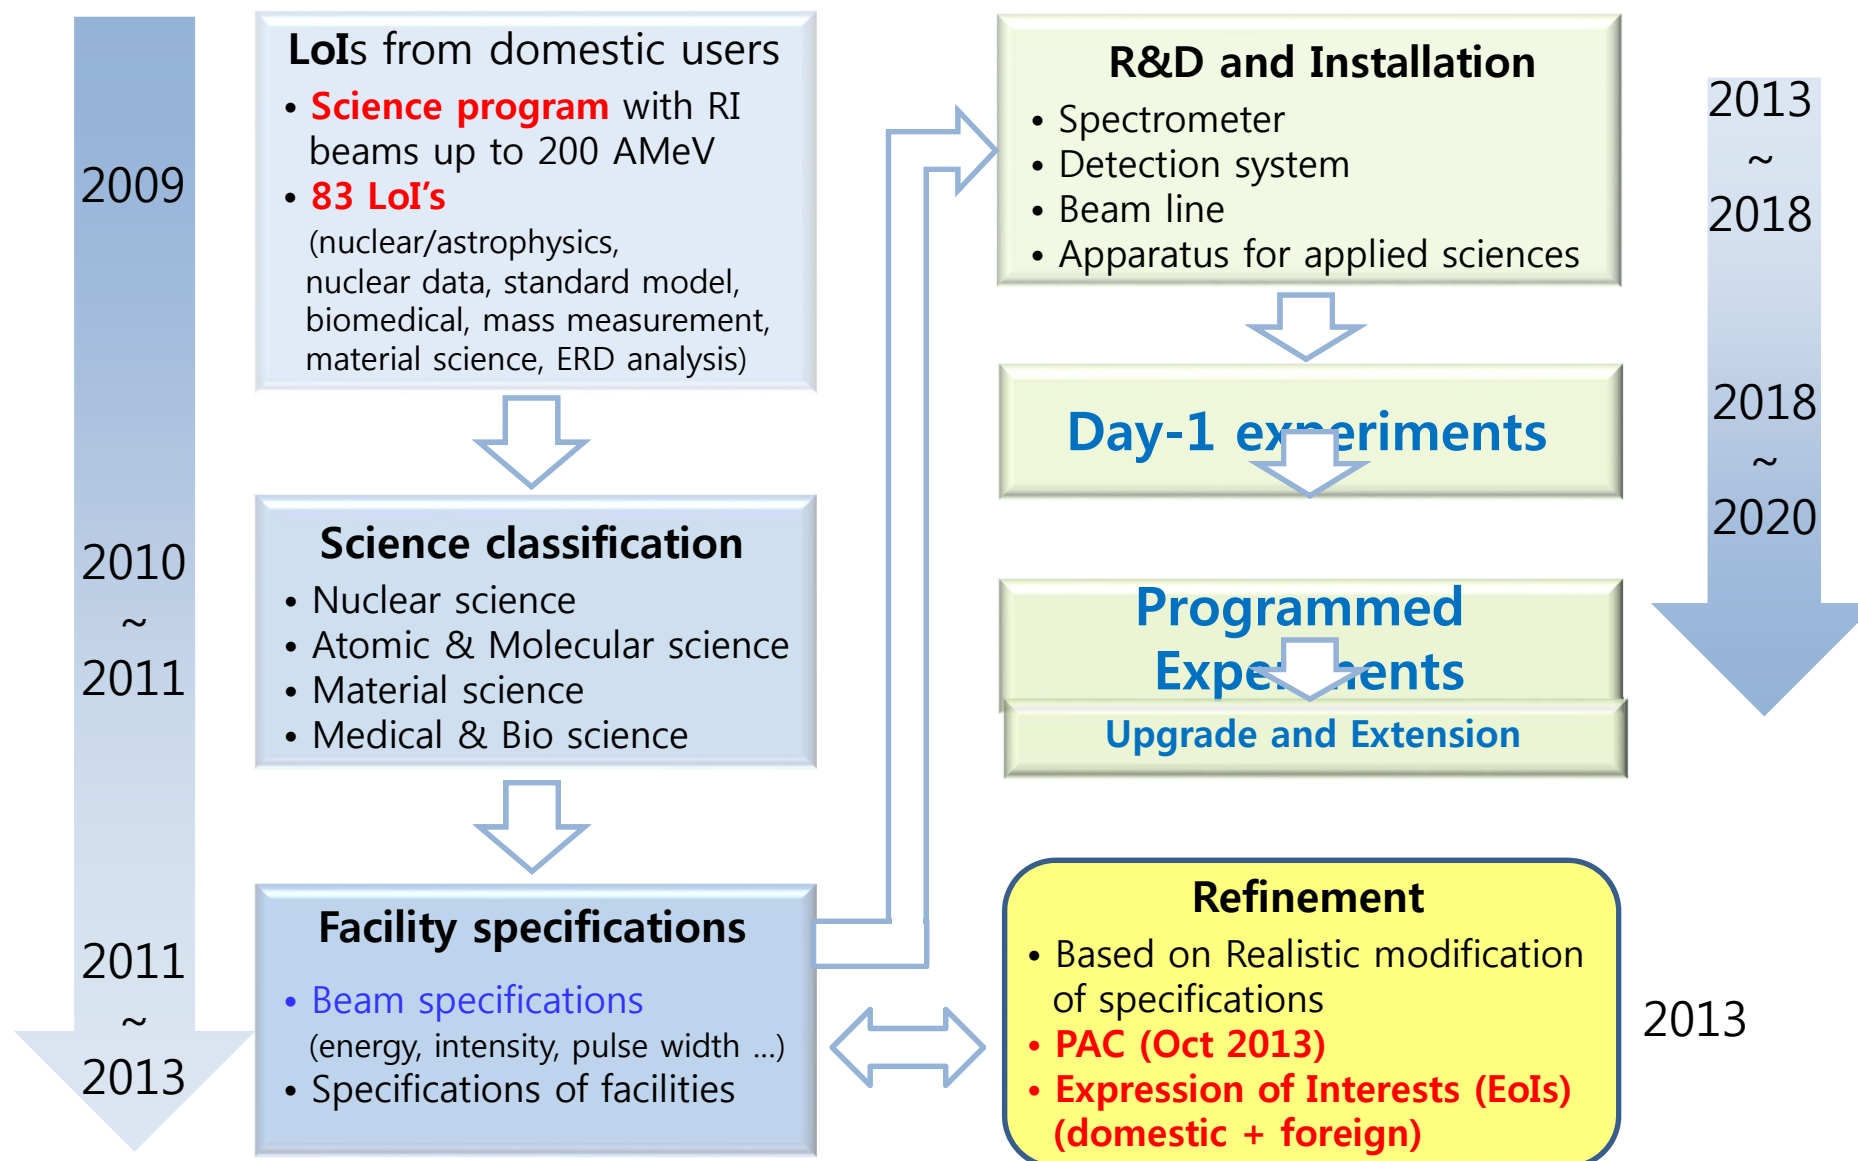 2009
2010
~
2011
2011
~
2013
LoIs from domestic users
• Science program with RI
beams up to 200 AMeV
• 83 LoI’s
(nuclear/astrophysics,
nuclear data, standard model,
biomedical, mass measurement,
material science, ERD analysis)
Science classification
• Nuclear science
• Atomic & Molecular science
• Material science
• Medical & Bio science
Facility specifications
• Beam specifications
(energy, intensity, pulse width ...)
• Specifications of facilities
R&D and Installation
• Spectrometer
• Detection system
• Beam line
• Apparatus for applied sciences
Day-1 experiments
Programmed
Experiments
Upgrade and Extension
Refinement
• Based on Realistic modification
of specifications
• PAC (Oct 2013)
• Expression of Interests (EoIs)
(domestic + foreign)
2013
~
2018
2018
~
2020
2013